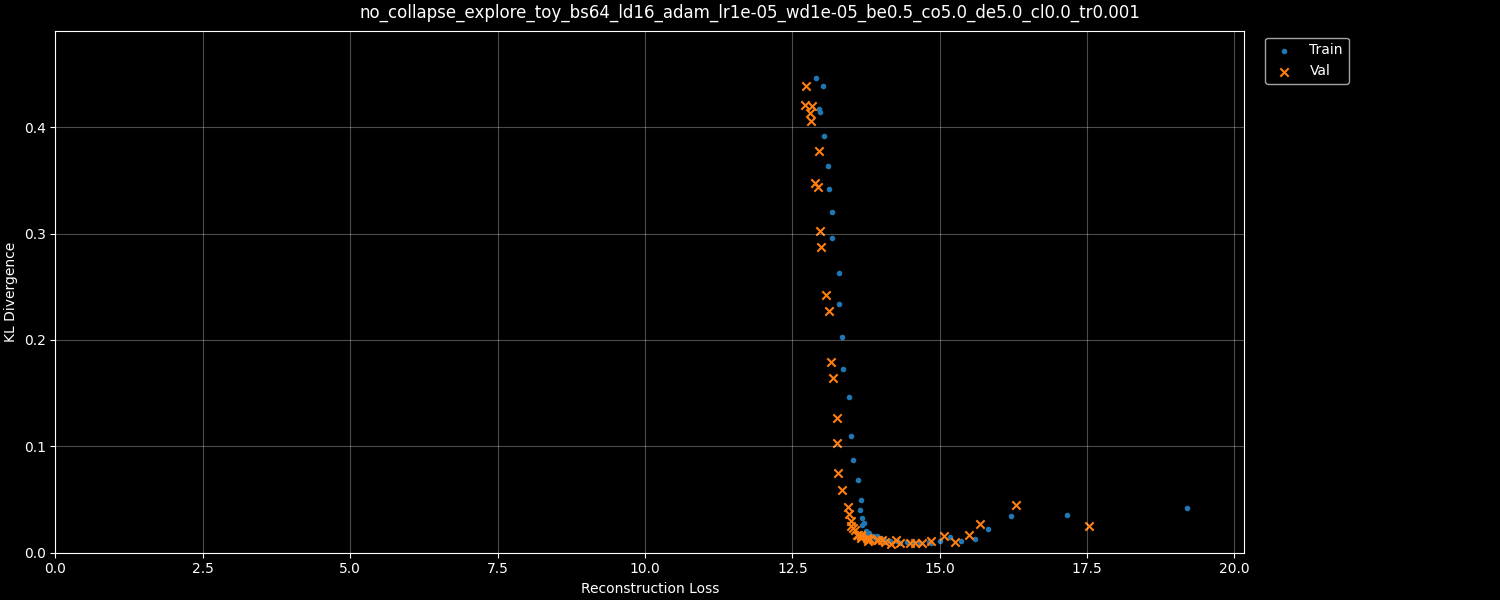 no_collapse_explore_toy_bs64_ld16_adam_lr1e-05_wd1e-05_be0.5_co5.0_de5.0_cl0.0_tr0.001
Train
Val
KL Divergence
0.4
0.3
0.2
0.1
0.0
0.0 2.5 5.0 7.5 10.0 12.5 15.0 17.5 20.0
Reconstruction Loss